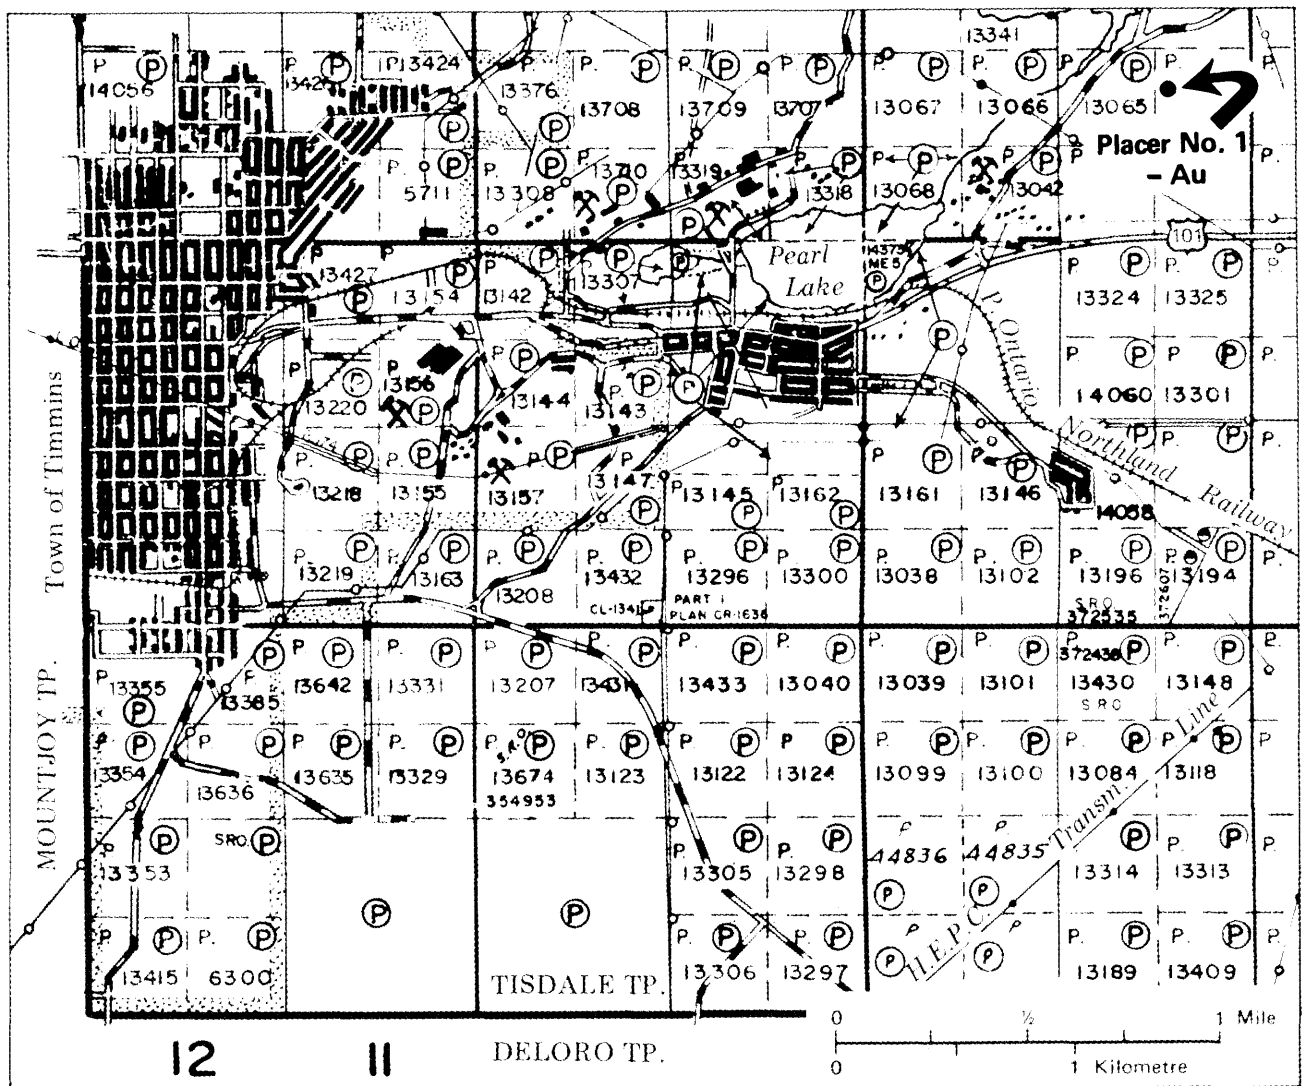 13341
P. P P. P P13424 P. P. P P. P P. P P. P P. P P. P P.
14056 13376 13708 13709 13707 13067 13066 13065
Placer No. 1
– Au
P. P P P. P P. P. P P. P P. P P.
5711 13308 13710 13319 13318 13068 13042
101
P P P P P P P P. P P. P P.
13427 13154 13142 13307 Pearl
Lake
P. Ontario
13324 13325
Town of Timmins
P P P P P P P P. P P. P P.
13156
13220 13144 13143 14060 13301
Northland
Railway
P P P P P P P P P P P P.
13218 13155 13157 13147 13145 13162 13161 13146
14058
P. P P. P P. P P. P P. P P. P P. P P. P P. P P. P P.
13219 13163 13208 13432 13296 13300 13038 13102 13196 13194
CL-1341 PART 1
PLAN CR-1636
S.R.O.
372535
MOUNTJOY TP.
P. P P. P P. P P. P P. P P. P P. P P. P P. P P. P P. P P.
372438
13355 13385 13642 13331 13207 13431 13433 13040 13039 13101 13430 13148
S.R.O
P P P. P P. P P. P P. P P. P P. P P. P P. P P. P P. P P. P P.
S.R.O.
13354 13636 13635 13329 13674 13123 13122 13124 13099 13100 13084 13118
354953
H.E.P.C. Transm. Line
P P SRO. P P. P P. P P P P. P P. P P.
13353 13305 13298 44836 44835 13314 13313
P P P P
P. P P. P P. P P. P P P P P P. P P. P P.
13415 6300 13306 13297 13189 13409
TISDALE TP.
0 ½ 1 Mile
12 11 DELORO TP.
0 1 Kilometre